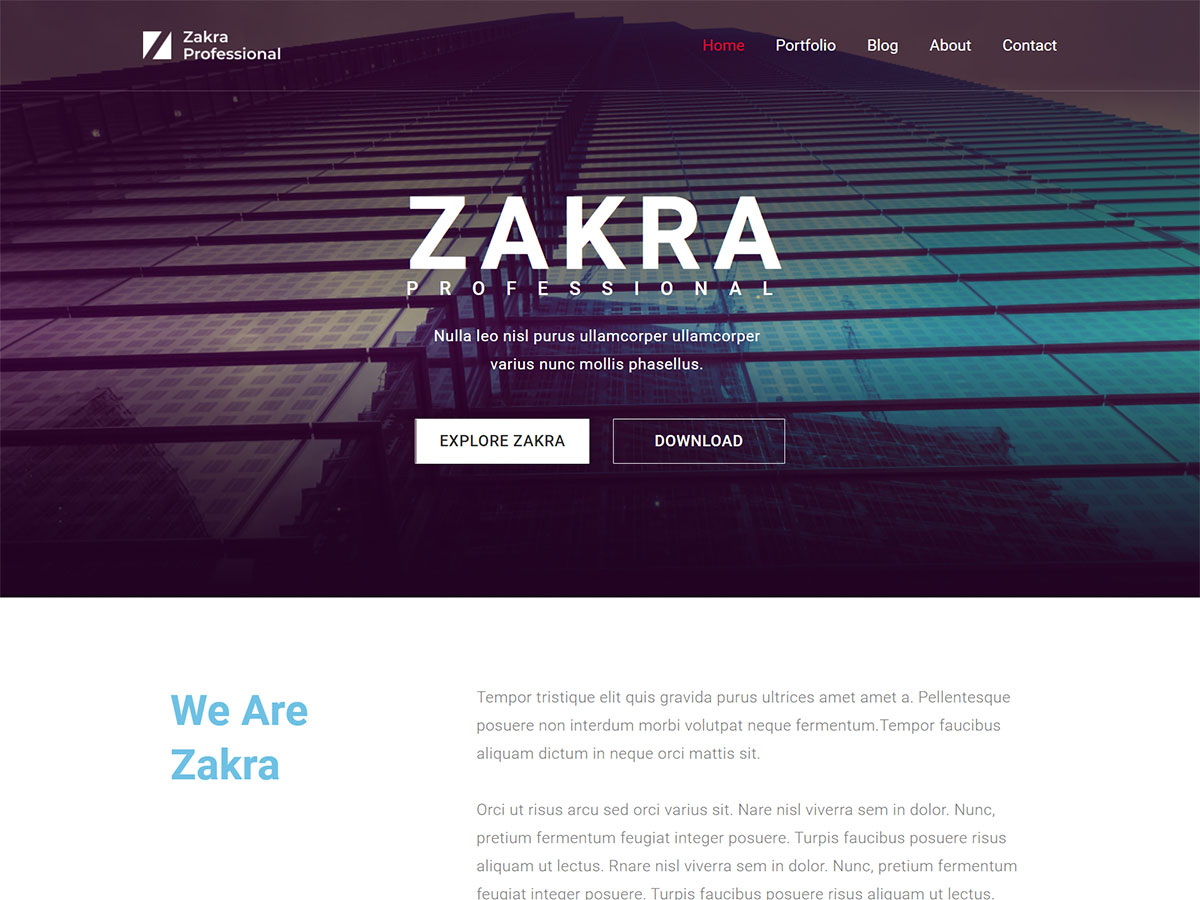 Zakra
Professional
Home Portfolio Blog About Contact
ZAKRA
PROFESSIONAL
Nulla leo nisl purus ullamcorper ullamcorper
varius nunc mollis phasellus.
EXPLORE ZAKRA DOWNLOAD
We Are
Zakra
Tempor tristique elit quis gravida purus ultrices amet amet a. Pellentesque
posuere non interdum morbi volutpat neque fermentum.Tempor faucibus
aliquam dictum in neque orci mattis sit.
Orci ut risus arcu sed orci varius sit. Nare nisl viverra sem in dolor. Nunc,
pretium fermentum feugiat integer posuere. Turpis faucibus posuere risus
aliquam ut lectus. Rnare nisl viverra sem in dolor. Nunc, pretium fermentum
feugiat integer posuere. Turpis faucibus posuere risus aliquam ut lectus.